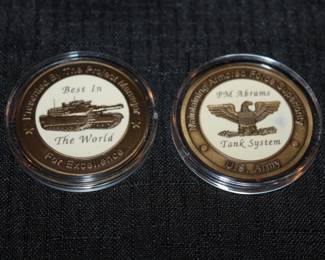 Presented By The Project Manager
Best In
The World
For Excellence
Maintaining Armored Force Superiority
PM Abrams
Tank System
U.S. Army